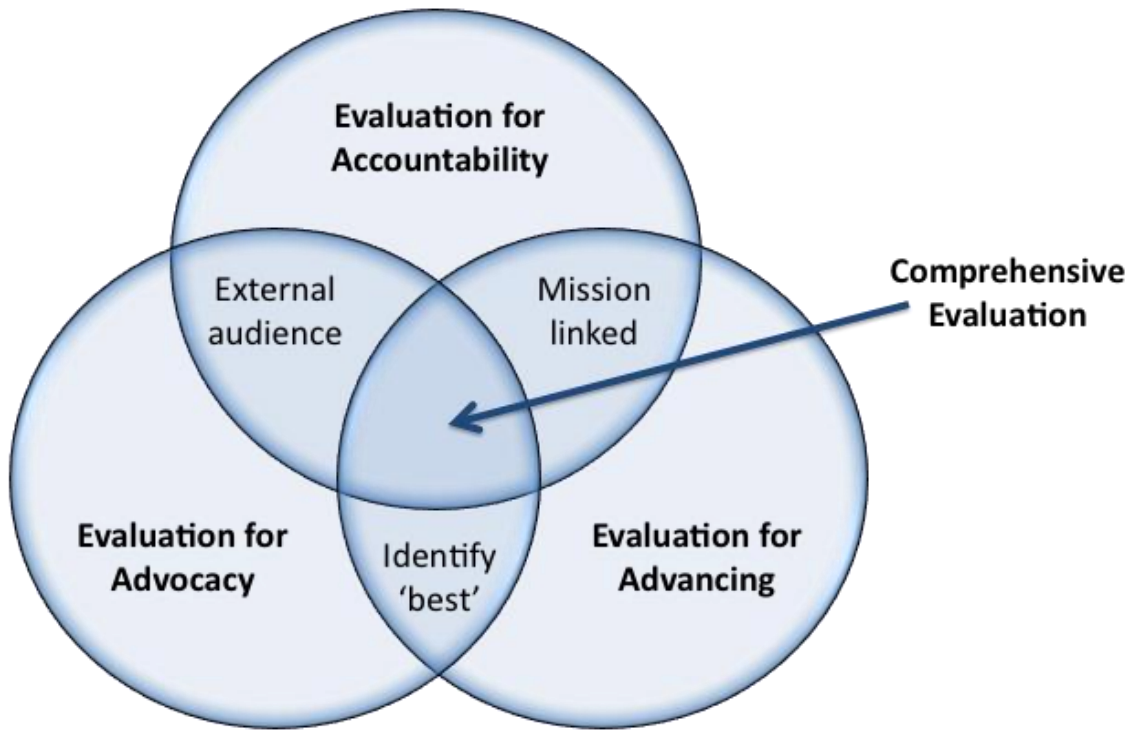 Evaluation for
Accountability
External
audience
Mission
linked
Comprehensive
Evaluation
Evaluation for
Advocacy
Identify
‘best’
Evaluation for
Advancing